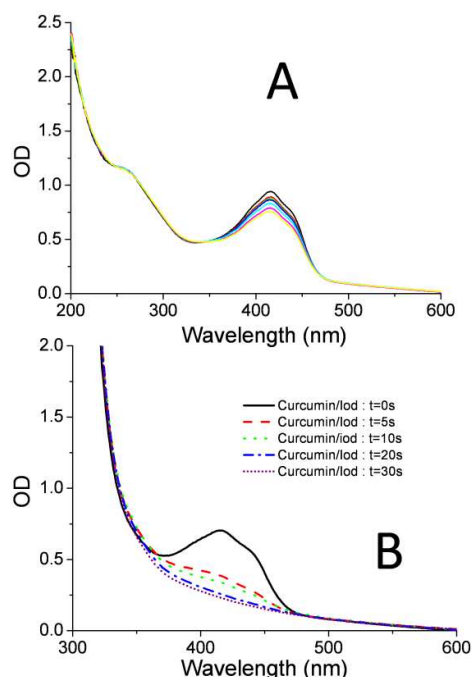 2.5
2.0
1.5
1.0
0.5
0.0
OD
A
200
300
400
500
600
Wavelength (nm)
2.0
1.5
1.0
0.5
0.0
OD
Curcumin/Iod : t=0s
Curcumin/Iod : t=5s
Curcumin/iod : t=10s
Curcumin/Iod : t=20s
Curcumin/Iod : t=30s
B
300
400
500
600
Wavelength (nm)